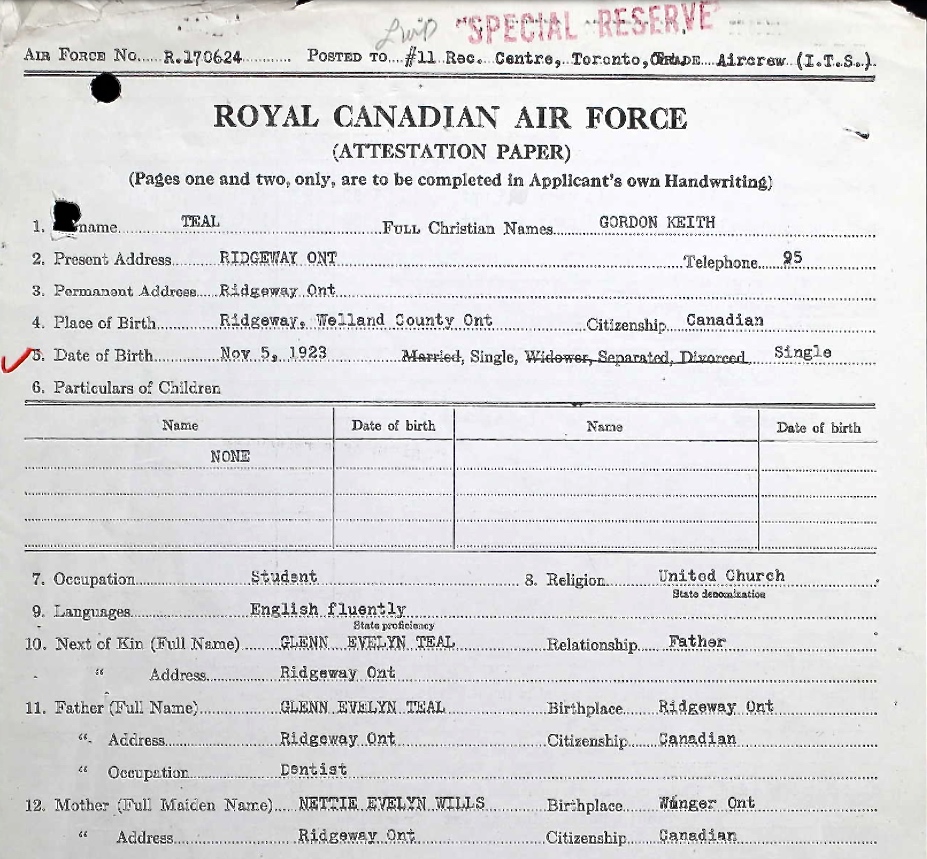 "SPECIAL RESERVE"
AIR FORCE NO. R.170624 POSTED TO #11 Rec. Centre, Toronto, GRADE Aircrew (I.T.S.)
ROYAL CANADIAN AIR FORCE
(ATTESTATION PAPER)
(Pages one and two, only, are to be completed in Applicant's own Handwriting)
1. name TEAL FULL Christian Names GORDON KEITH
2. Present Address RIDGEWAY ONT Telephone 95
3. Permanent Address Ridgeway Ont
4. Place of Birth Ridgeway, Welland County Ont Citizenship Canadian
5. Date of Birth Nov 5, 1923 Married, Single, Widower, Separated, Divorced Single
6. Particulars of Children
Name Date of birth Name Date of birth
NONE
7. Occupation Student 8. Religion United Church
State denomination
9. Languages English fluently
State proficiency
10. Next of Kin (Full Name) GLENN EVELYN TEAL Relationship Father
" Address Ridgeway Ont
11. Father (Full Name) GLENN EVELYN TEAL Birthplace Ridgeway Ont
" Address Ridgeway Ont Citizenship Canadian
" Occupation Dentist
12. Mother (Full Maiden Name) NETTIE EVELYN WILLS Birthplace Winger Ont
" Address Ridgeway Ont Citizenship Canadian